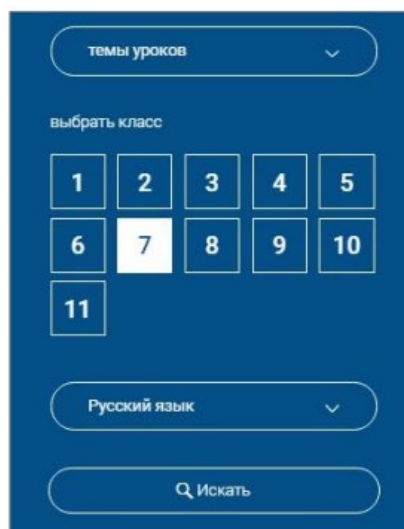 темы уроков
выбрать класс
1 2 3 4 5
6 7 8 9 10
11
Русский язык
Искать